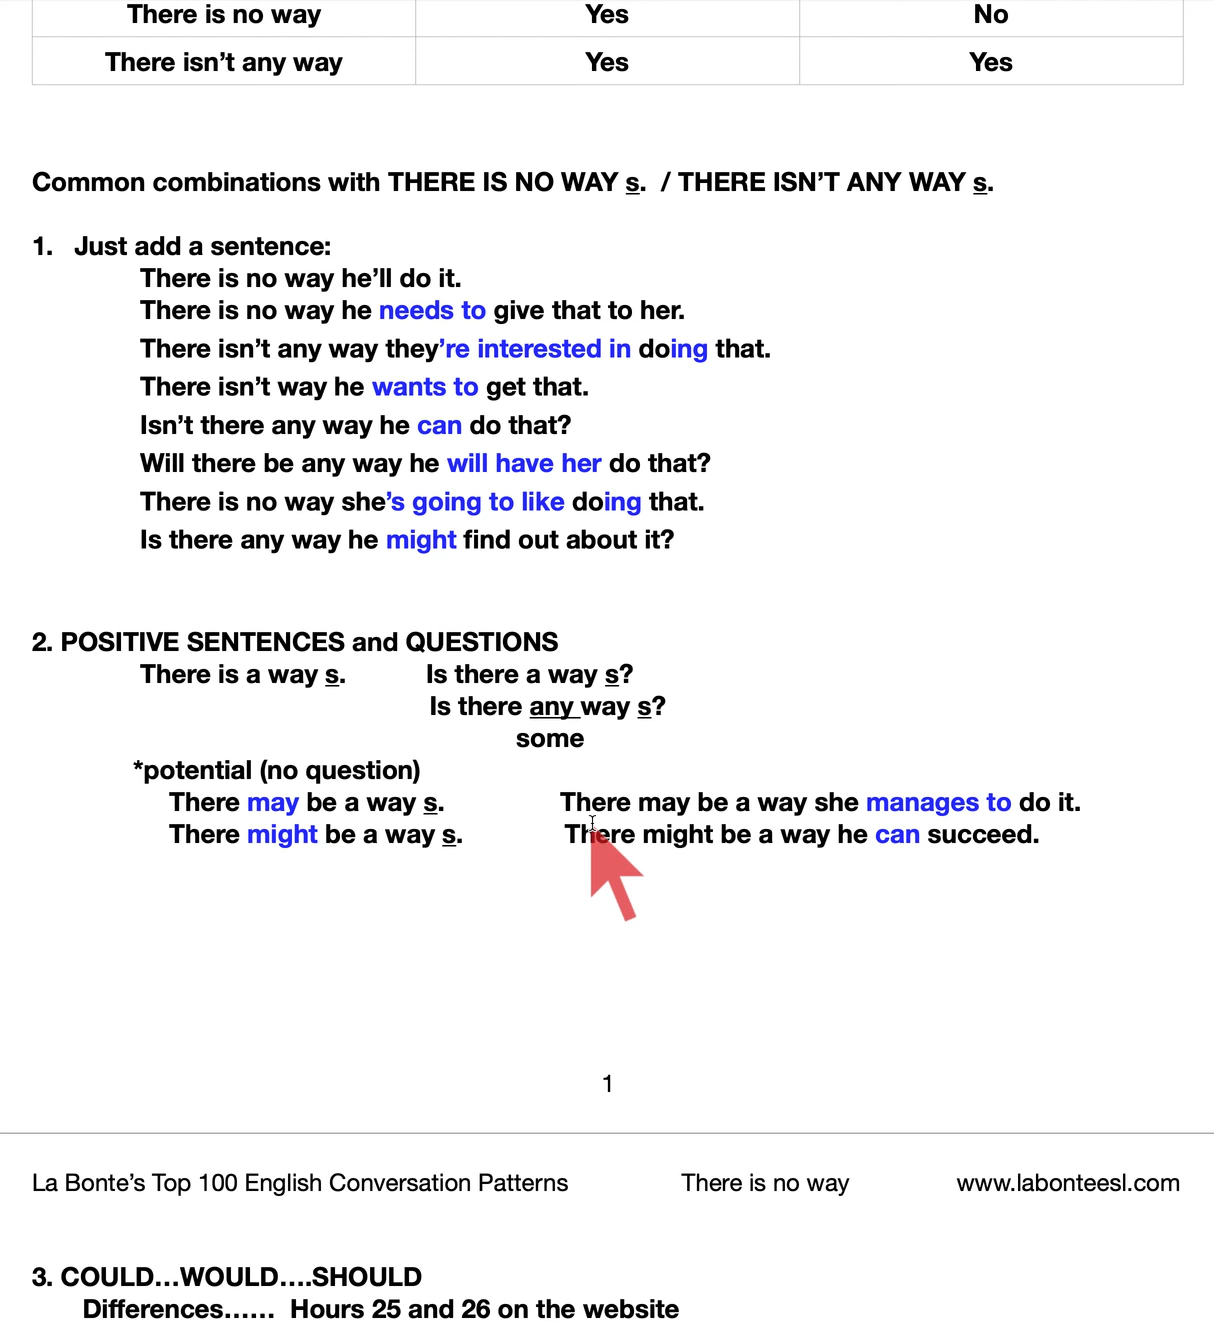 There is no way Yes No
There isn't any way Yes Yes
Common combinations with THERE IS NO WAY s.  / THERE ISN'T ANY WAY s.
1. Just add a sentence:
There is no way he'll do it.
There is no way he needs to give that to her.
There isn't any way they're interested in doing that.
There isn't way he wants to get that.
Isn't there any way he can do that?
Will there be any way he will have her do that?
There is no way she's going to like doing that.
Is there any way he might find out about it?
2. POSITIVE SENTENCES and QUESTIONS
There is a way s. Is there a way s?
Is there any way s?
some
*potential (no question)
There may be a way s. There may be a way she manages to do it.
There might be a way s. There might be a way he can succeed.
1
La Bonte's Top 100 English Conversation Patterns There is no way www.labonteesl.com
3. COULD...WOULD....SHOULD
Differences...... Hours 25 and 26 on the website